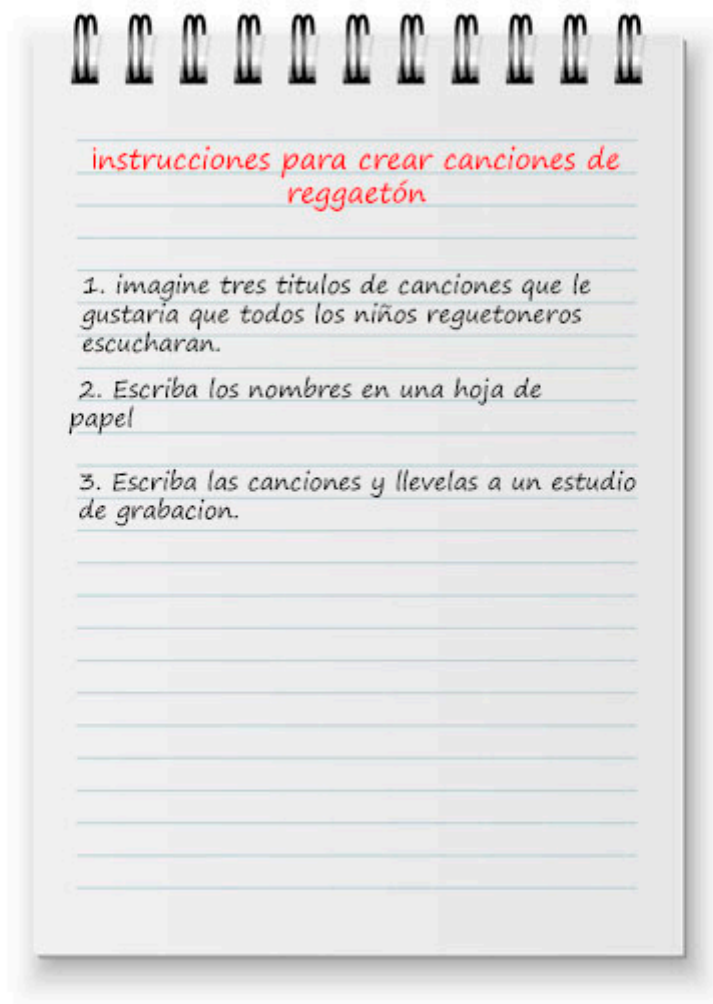 instrucciones para crear canciones de
reggaetón
1. imagine tres titulos de canciones que le
gustaria que todos los niños reguetoneros
escucharan.
2. Escriba los nombres en una hoja de
papel
3. Escriba las canciones y llevelas a un estudio
de grabacion.